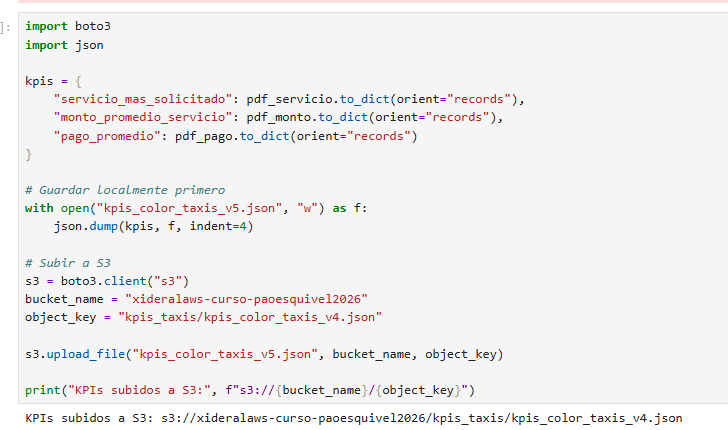 ]:
import boto3
import json
kpis = {
    "servicio_mas_solicitado": pdf_servicio.to_dict(orient="records"),
    "monto_promedio_servicio": pdf_monto.to_dict(orient="records"),
    "pago_promedio": pdf_pago.to_dict(orient="records")
}
# Guardar localmente primero
with open("kpis_color_taxis_v5.json", "w") as f:
    json.dump(kpis, f, indent=4)
# Subir a S3
s3 = boto3.client("s3")
bucket_name = "xideralaws-curso-paoesquivel2026"
object_key = "kpis_taxis/kpis_color_taxis_v4.json"
s3.upload_file("kpis_color_taxis_v5.json", bucket_name, object_key)
print("KPIs subidos a S3:", f"s3://{bucket_name}/{object_key}")
KPIs subidos a S3: s3://xideralaws-curso-paoesquivel2026/kpis_taxis/kpis_color_taxis_v4.json